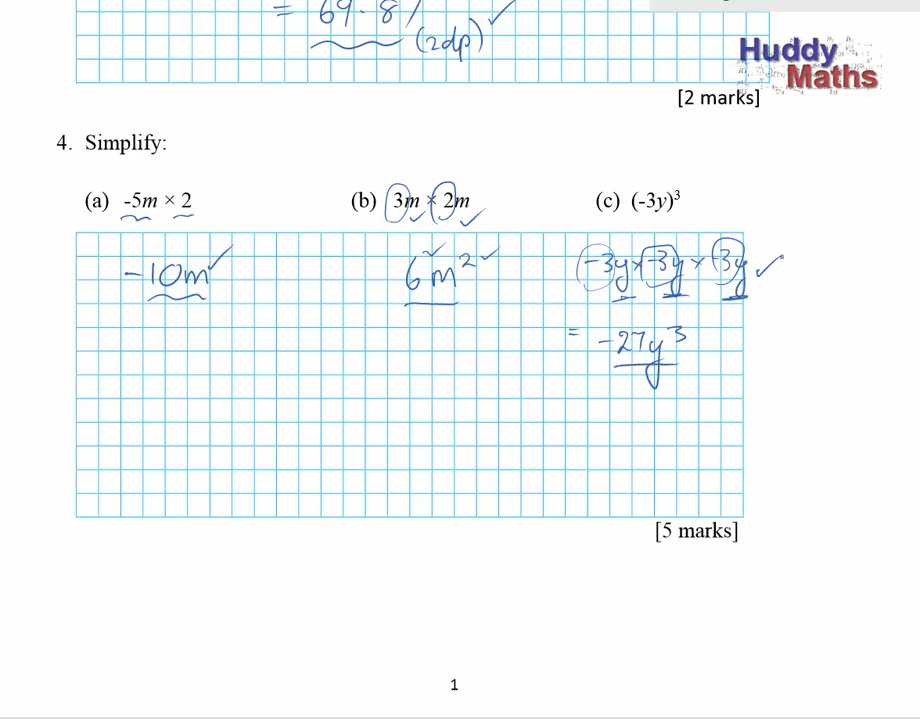 = 69.81
(2dp)
Huddy
Maths
[2 marks]
4. Simplify:
(a) -5m × 2 (b) 3m × 2m (c) (-3y)³
-10m 6m² -3y × -3y × -3y
= -27y³
[5 marks]
1